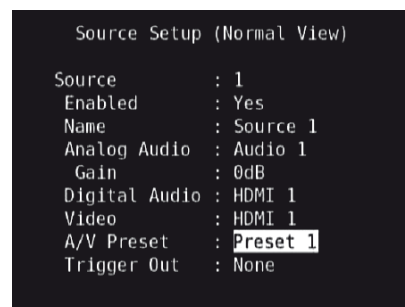 Source Setup (Normal View)
Source : 1
Enabled : Yes
Name : Source 1
Analog Audio : Audio 1
Gain : 0dB
Digital Audio : HDMI 1
Video : HDMI 1
A/V Preset : Preset 1
Trigger Out : None